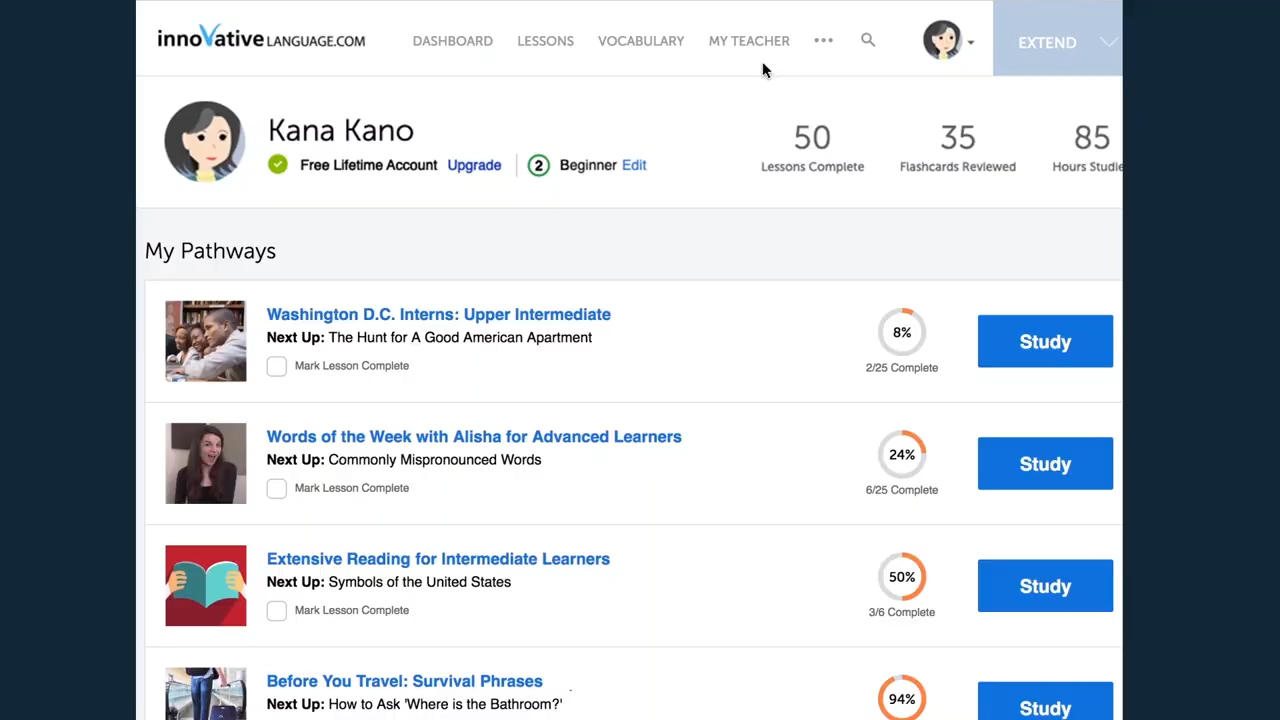 innoVative LANGUAGE.COM
DASHBOARD LESSONS VOCABULARY MY TEACHER ••• EXTEND
Kana Kano
Free Lifetime Account Upgrade 2 Beginner Edit
50 35 85
Lessons Complete Flashcards Reviewed Hours Studie
My Pathways
Washington D.C. Interns: Upper Intermediate
Next Up: The Hunt for A Good American Apartment
Mark Lesson Complete
8%
2/25 Complete
Study
Words of the Week with Alisha for Advanced Learners
Next Up: Commonly Mispronounced Words
Mark Lesson Complete
24%
6/25 Complete
Study
Extensive Reading for Intermediate Learners
Next Up: Symbols of the United States
Mark Lesson Complete
50%
3/6 Complete
Study
Before You Travel: Survival Phrases
Next Up: How to Ask 'Where is the Bathroom?'
94%
Study